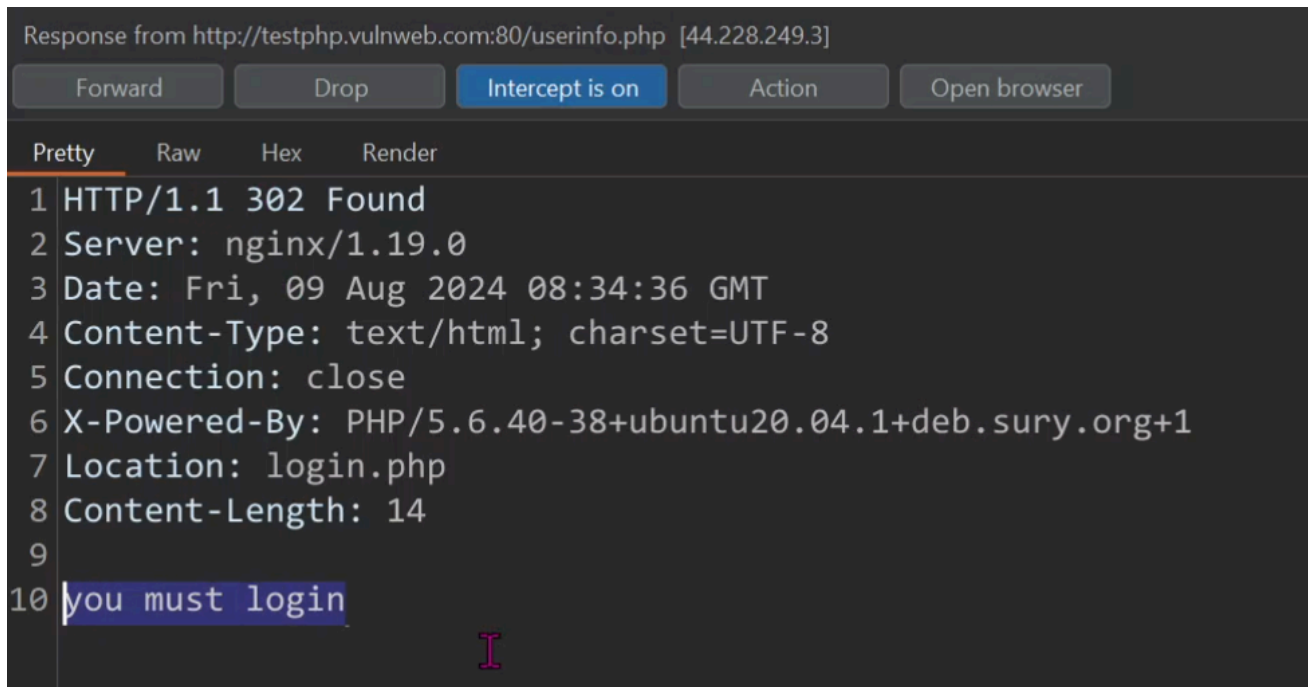 Response from http://testphp.vulnweb.com:80/userinfo.php [44.228.249.3]
Forward Drop Intercept is on Action Open browser
Pretty Raw Hex Render
1 HTTP/1.1 302 Found
2 Server: nginx/1.19.0
3 Date: Fri, 09 Aug 2024 08:34:36 GMT
4 Content-Type: text/html; charset=UTF-8
5 Connection: close
6 X-Powered-By: PHP/5.6.40-38+ubuntu20.04.1+deb.sury.org+1
7 Location: login.php
8 Content-Length: 14
9
10 you must login